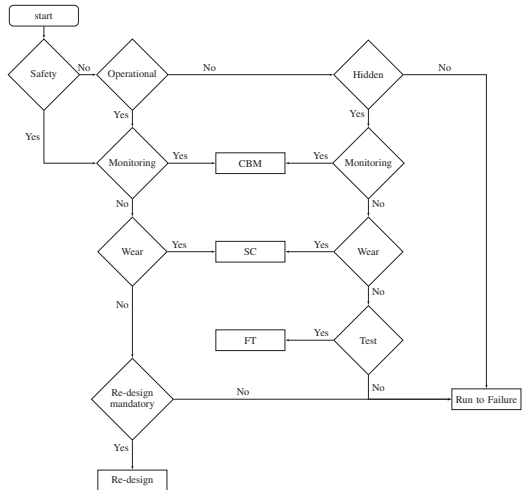 start
Safety
No
Operational
No
Hidden
No
Yes
Yes
Yes
Monitoring
Yes
CBM
Yes
Monitoring
No
No
Wear
Yes
SC
Yes
Wear
No
No
FT
Yes
Test
Re-design
mandatory
No
No
Run to Failure
Yes
Re-design